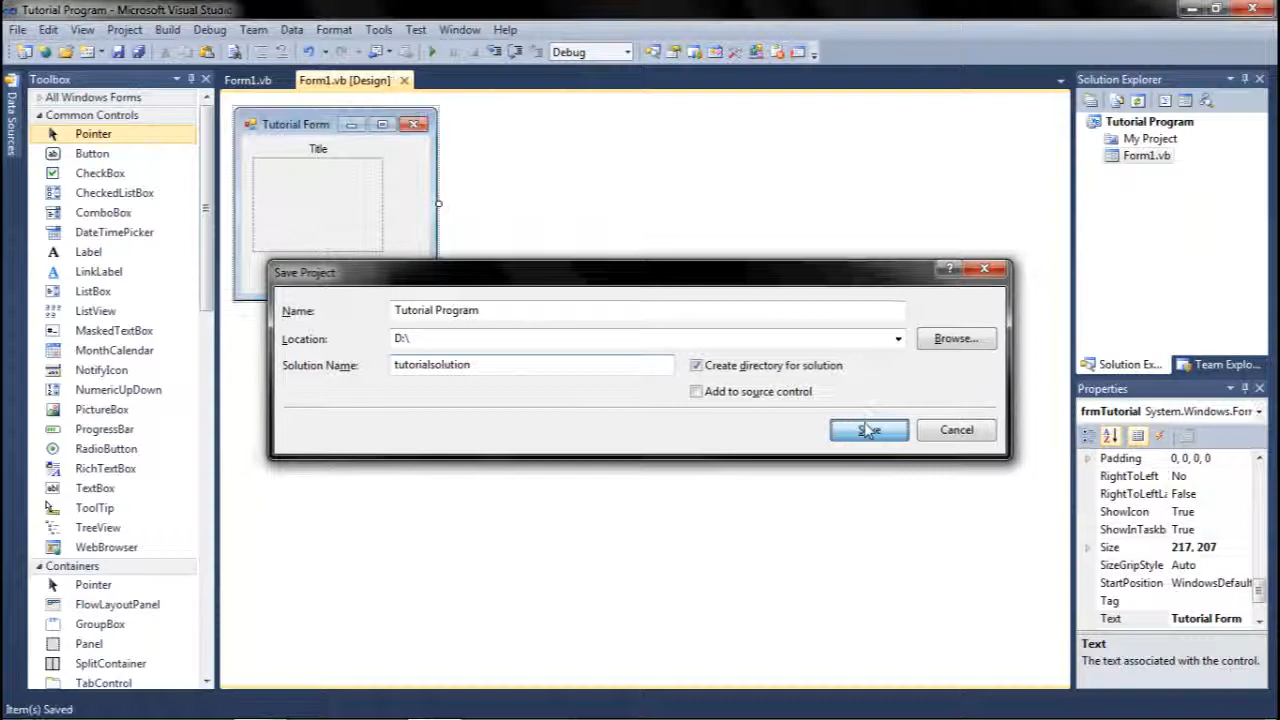 Tutorial Program - Microsoft Visual Studio
File Edit View Project Build Debug Team Format Data Tools Test Window Help
Debug
Data Sources
Toolbox
All Windows Forms
Common Controls
Pointer
Button
CheckBox
CheckedListBox
ComboBox
DateTimePicker
A Label
A LinkLabel
ListBox
ListView
MaskedTextBox
MonthCalendar
NotifyIcon
NumericUpDown
PictureBox
ProgressBar
RadioButton
RichTextBox
TextBox
ToolTip
TreeView
WebBrowser
Containers
Pointer
FlowLayoutPanel
GroupBox
Panel
SplitContainer
TabControl
Form1.vb Form1.vb [Design]
Tutorial Form
Title
Save Project
Name: Tutorial Program
Location: D:\ Browse...
Solution Name: tutorialsolution Create directory for solution
Add to source control
Cancel
Solution Explorer
Tutorial Program
My Project
Form1.vb
Solution Ex... Team Explor...
Properties
frmTutorial System.Windows.Forr
Padding 0, 0, 0, 0
RightToLeft No
RightToLeftLa False
ShowIcon True
ShowInTaskb True
Size 217, 207
SizeGripStyle Auto
StartPosition WindowsDefault
Tag
Text Tutorial Form
Text
The text associated with the control.
Item(s) Saved